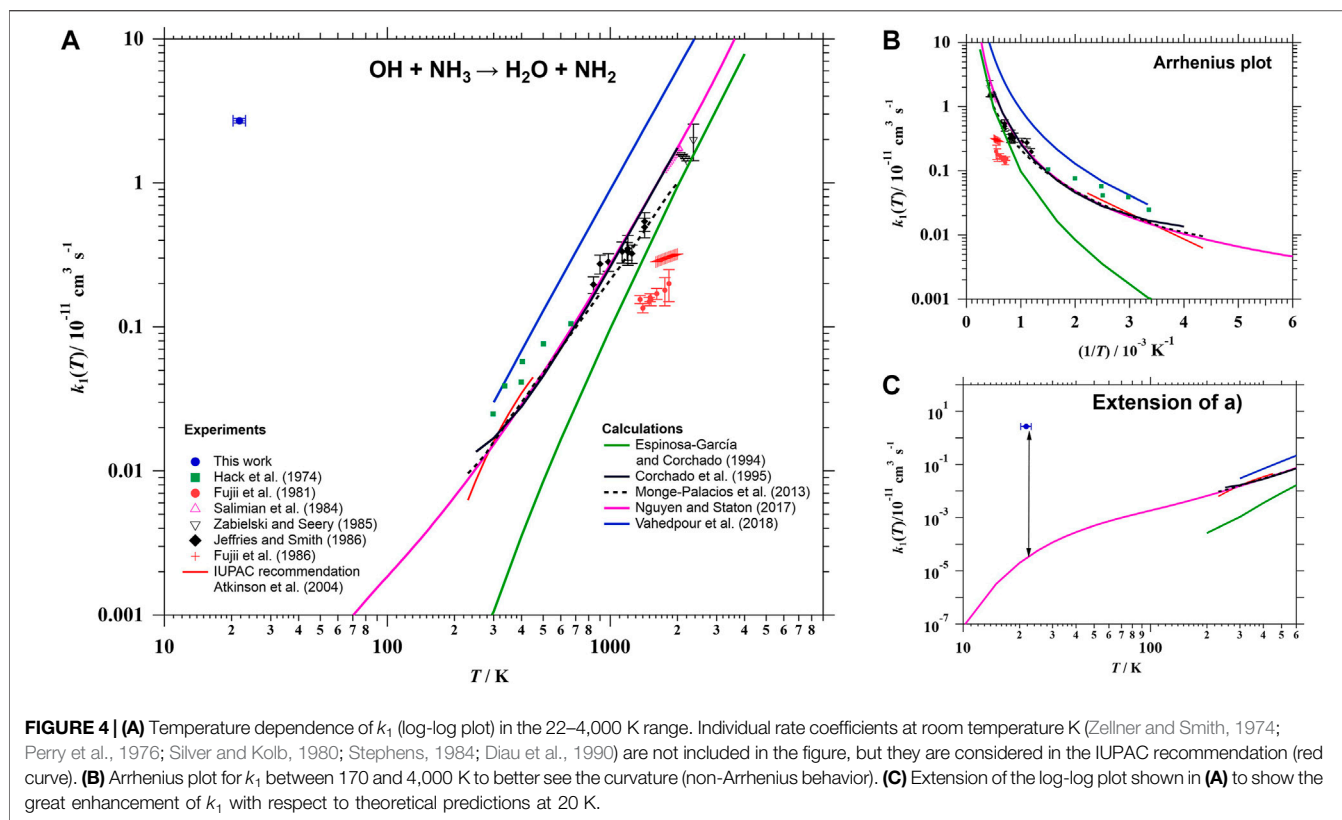 A
OH + NH₃ → H₂O + NH₂
10
1
0.1
0.01
0.001
k₁(T)/ 10⁻¹¹ cm³ s⁻¹
Experiments
This work
Hack et al. (1974)
Fujii et al. (1981)
Salimian et al. (1984)
Zabielski and Seery (1985)
Jeffries and Smith (1986)
Fujii et al. (1986)
IUPAC recommendation
Atkinson et al. (2004)
Calculations
Espinosa-García
and Corchado (1994)
Corchado et al. (1995)
Monge-Palacios et al. (2013)
Nguyen and Staton (2017)
Vahedpour et al. (2018)
2 3 4 5 6 7 8 2 3 4 5 6 7 8 2 3 4 5 6 7 8
10 100 1000
T / K
B
Arrhenius plot
10
1
0.1
0.01
0.001
k₁(T)/ 10⁻¹¹ cm³ s⁻¹
0 1 2 3 4 5 6
(1/T) / 10⁻³ K⁻¹
C
Extension of a)
10¹
10⁻¹
10⁻³
10⁻⁵
10⁻⁷
k₁(T)/10⁻¹¹ cm³ s⁻¹
2 3 4 5 6 7 8 9 2 3 4 5 6
10 100
T / K
FIGURE 4 | (A) Temperature dependence of k₁ (log-log plot) in the 22–4,000 K range. Individual rate coefficients at room temperature K (Zellner and Smith, 1974;
Perry et al., 1976; Silver and Kolb, 1980; Stephens, 1984; Diau et al., 1990) are not included in the figure, but they are considered in the IUPAC recommendation (red
curve). (B) Arrhenius plot for k₁ between 170 and 4,000 K to better see the curvature (non-Arrhenius behavior). (C) Extension of the log-log plot shown in (A) to show the
great enhancement of k₁ with respect to theoretical predictions at 20 K.